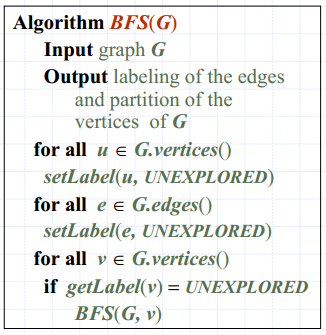 Algorithm BFS(G)
Input graph G
Output labeling of the edges
and partition of the
vertices of G
for all u ∈ G.vertices()
setLabel(u, UNEXPLORED)
for all e ∈ G.edges()
setLabel(e, UNEXPLORED)
for all v ∈ G.vertices()
if getLabel(v) = UNEXPLORED
BFS(G, v)